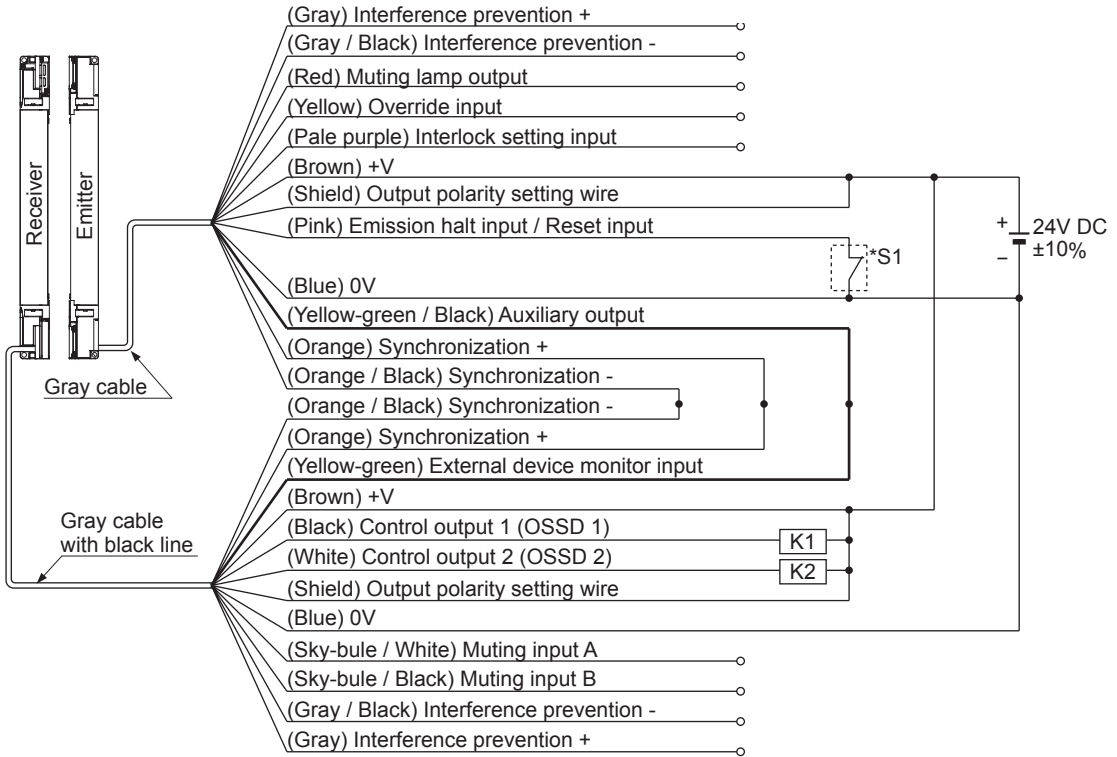 (Gray) Interference prevention +
(Gray / Black) Interference prevention -
(Red) Muting lamp output
(Yellow) Override input
(Pale purple) Interlock setting input
(Brown) +V
(Shield) Output polarity setting wire
(Pink) Emission halt input / Reset input
Receiver
Emitter
+
24V DC
±10%
−
*S1
(Blue) 0V
(Yellow-green / Black) Auxiliary output
(Orange) Synchronization +
(Orange / Black) Synchronization -
Gray cable
(Orange / Black) Synchronization -
(Orange) Synchronization +
(Yellow-green) External device monitor input
(Brown) +V
Gray cable
with black line
(Black) Control output 1 (OSSD 1)
K1
(White) Control output 2 (OSSD 2)
K2
(Shield) Output polarity setting wire
(Blue) 0V
(Sky-bule / White) Muting input A
(Sky-bule / Black) Muting input B
(Gray / Black) Interference prevention -
(Gray) Interference prevention +